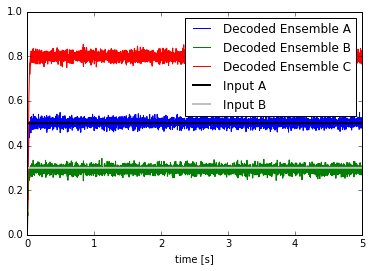 1.0
0.8
0.6
0.4
0.2
0.0
Decoded Ensemble A
Decoded Ensemble B
Decoded Ensemble C
Input A
Input B
0 1 2 3 4 5
time [s]